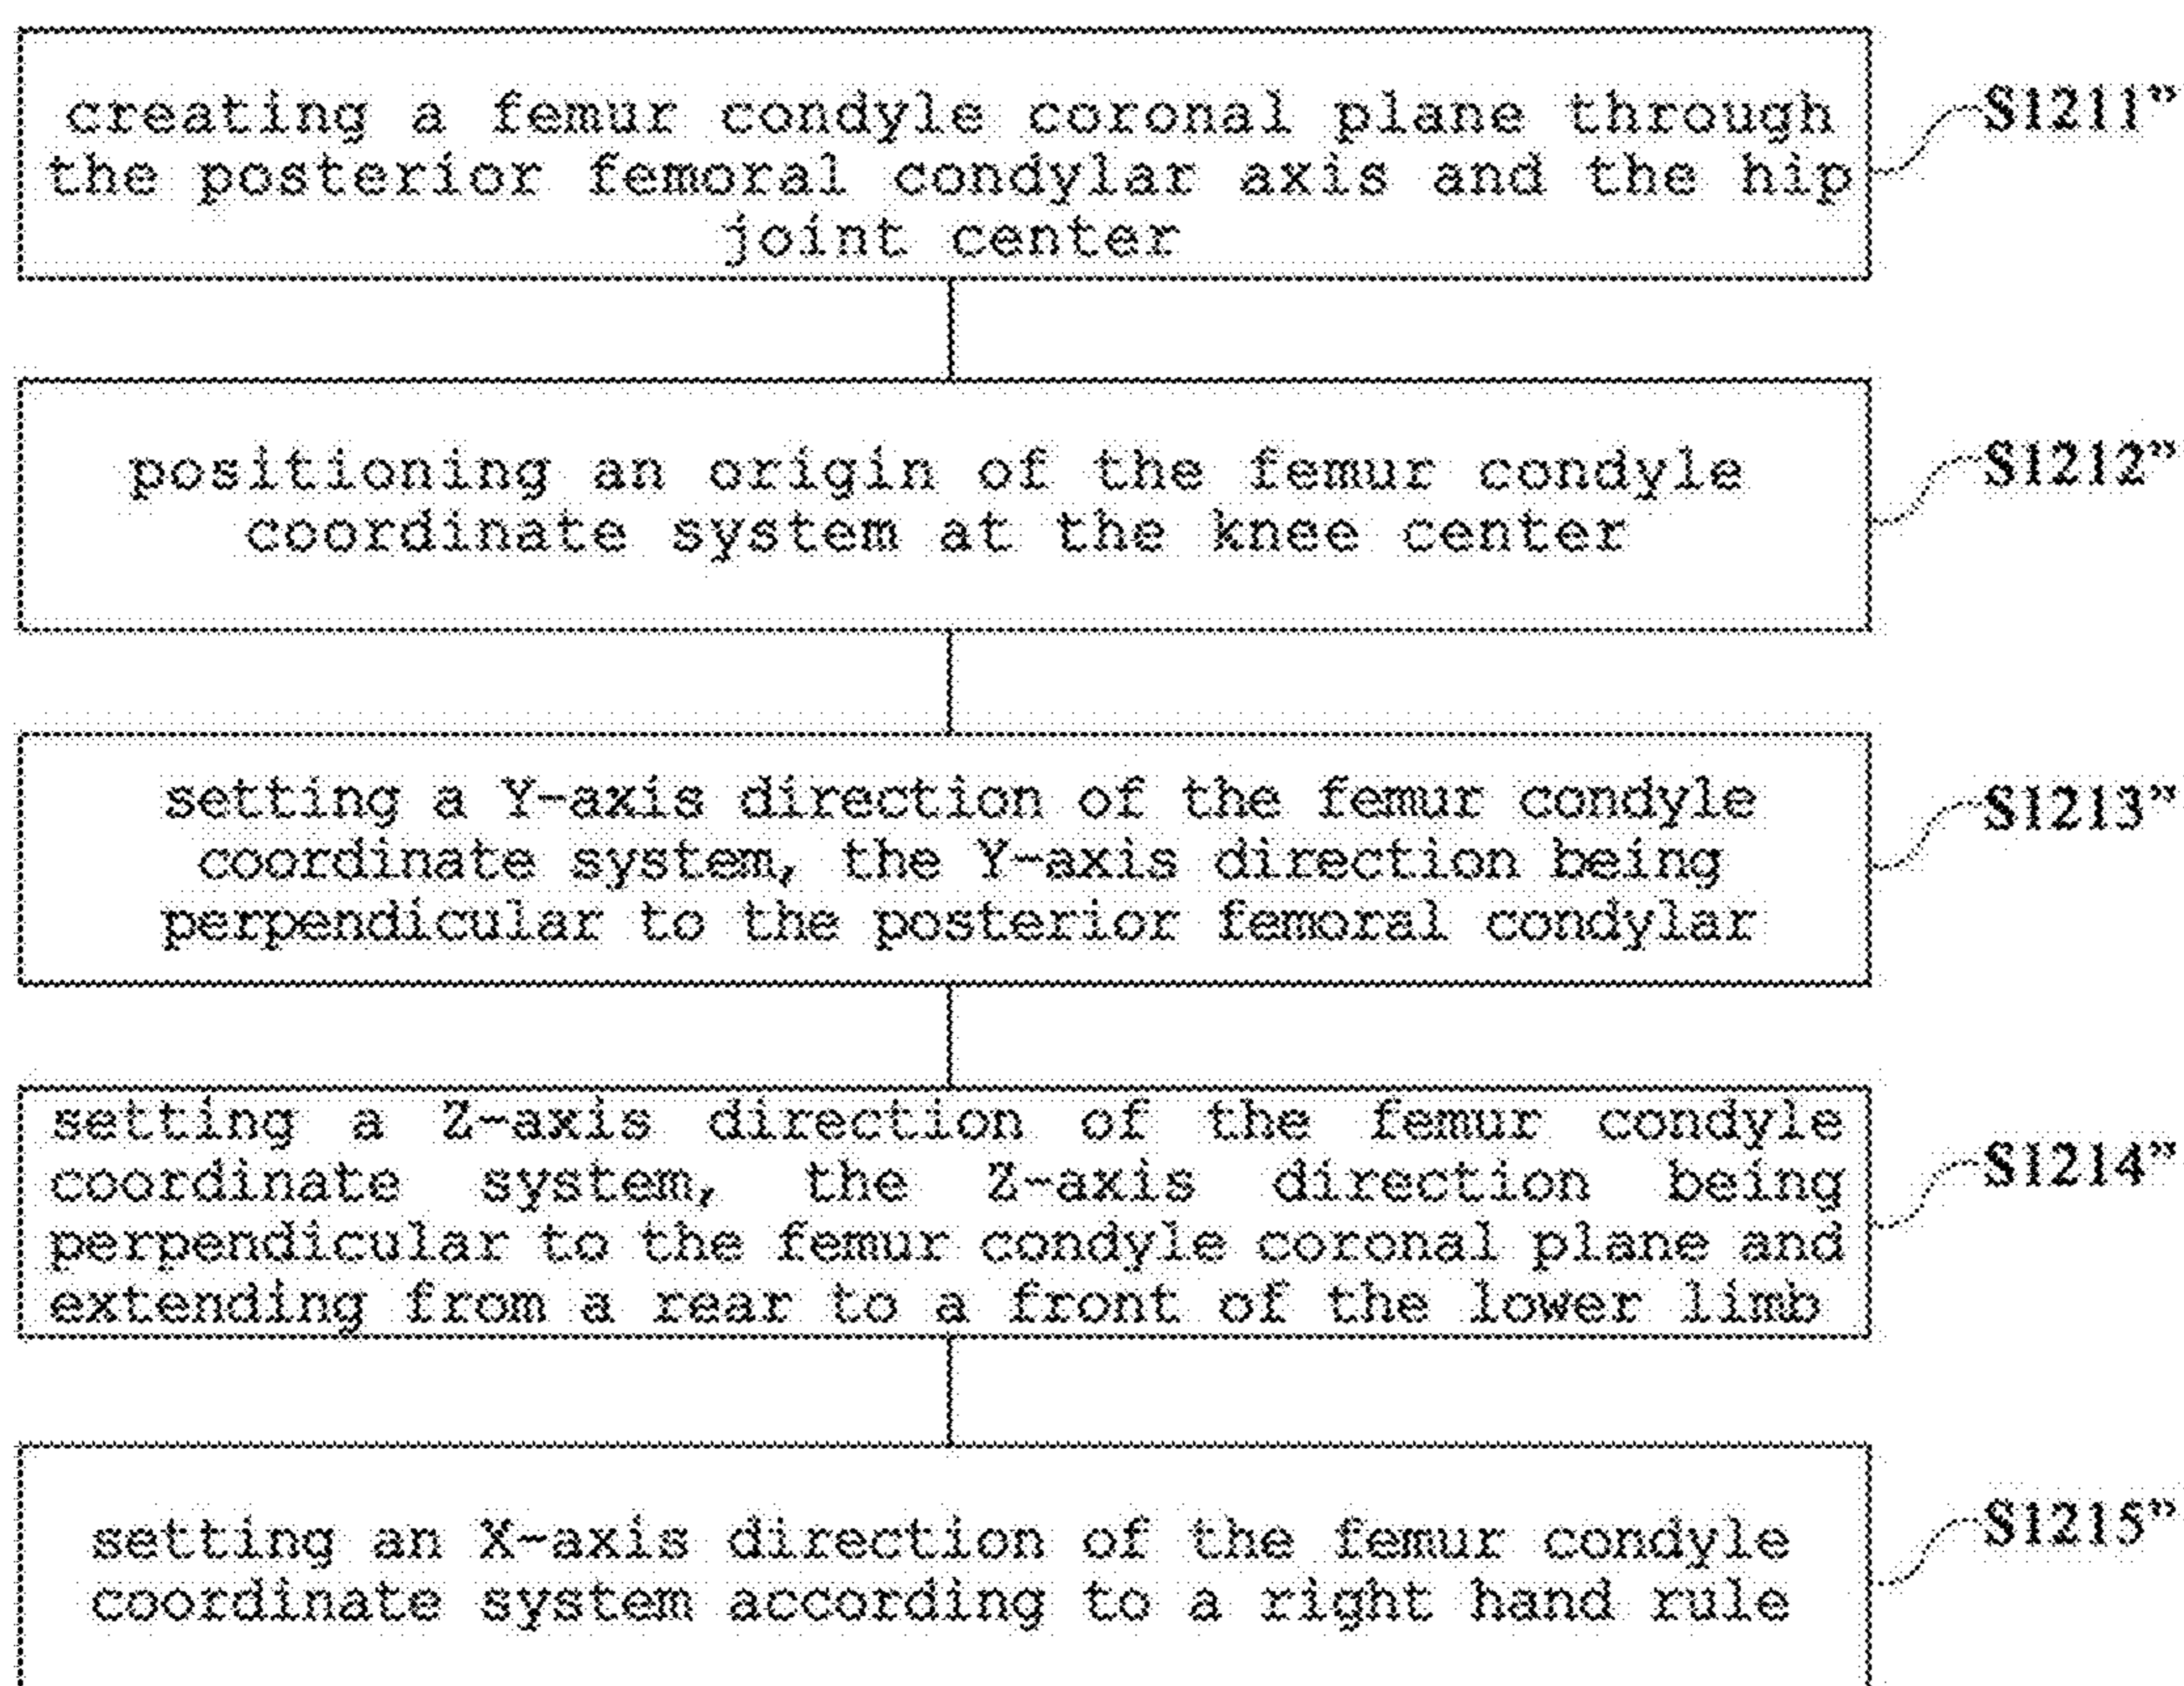 creating a femur condyle coronal plane through
the posterior femoral condylar axis and the hip
joint center
S1211”
positioning an origin of the femur condyle
coordinate system at the knee center
S1212”
setting a Y-axis direction of the femur condyle
coordinate system, the Y-axis direction being
perpendicular to the posterior femoral condylar
S1213”
setting a Z-axis direction of the femur condyle
coordinate system, the Z-axis direction being
perpendicular to the femur condyle coronal plane and
extending from a rear to a front of the lower limb
S1214”
setting an X-axis direction of the femur condyle
coordinate system according to a right hand rule
S1215”